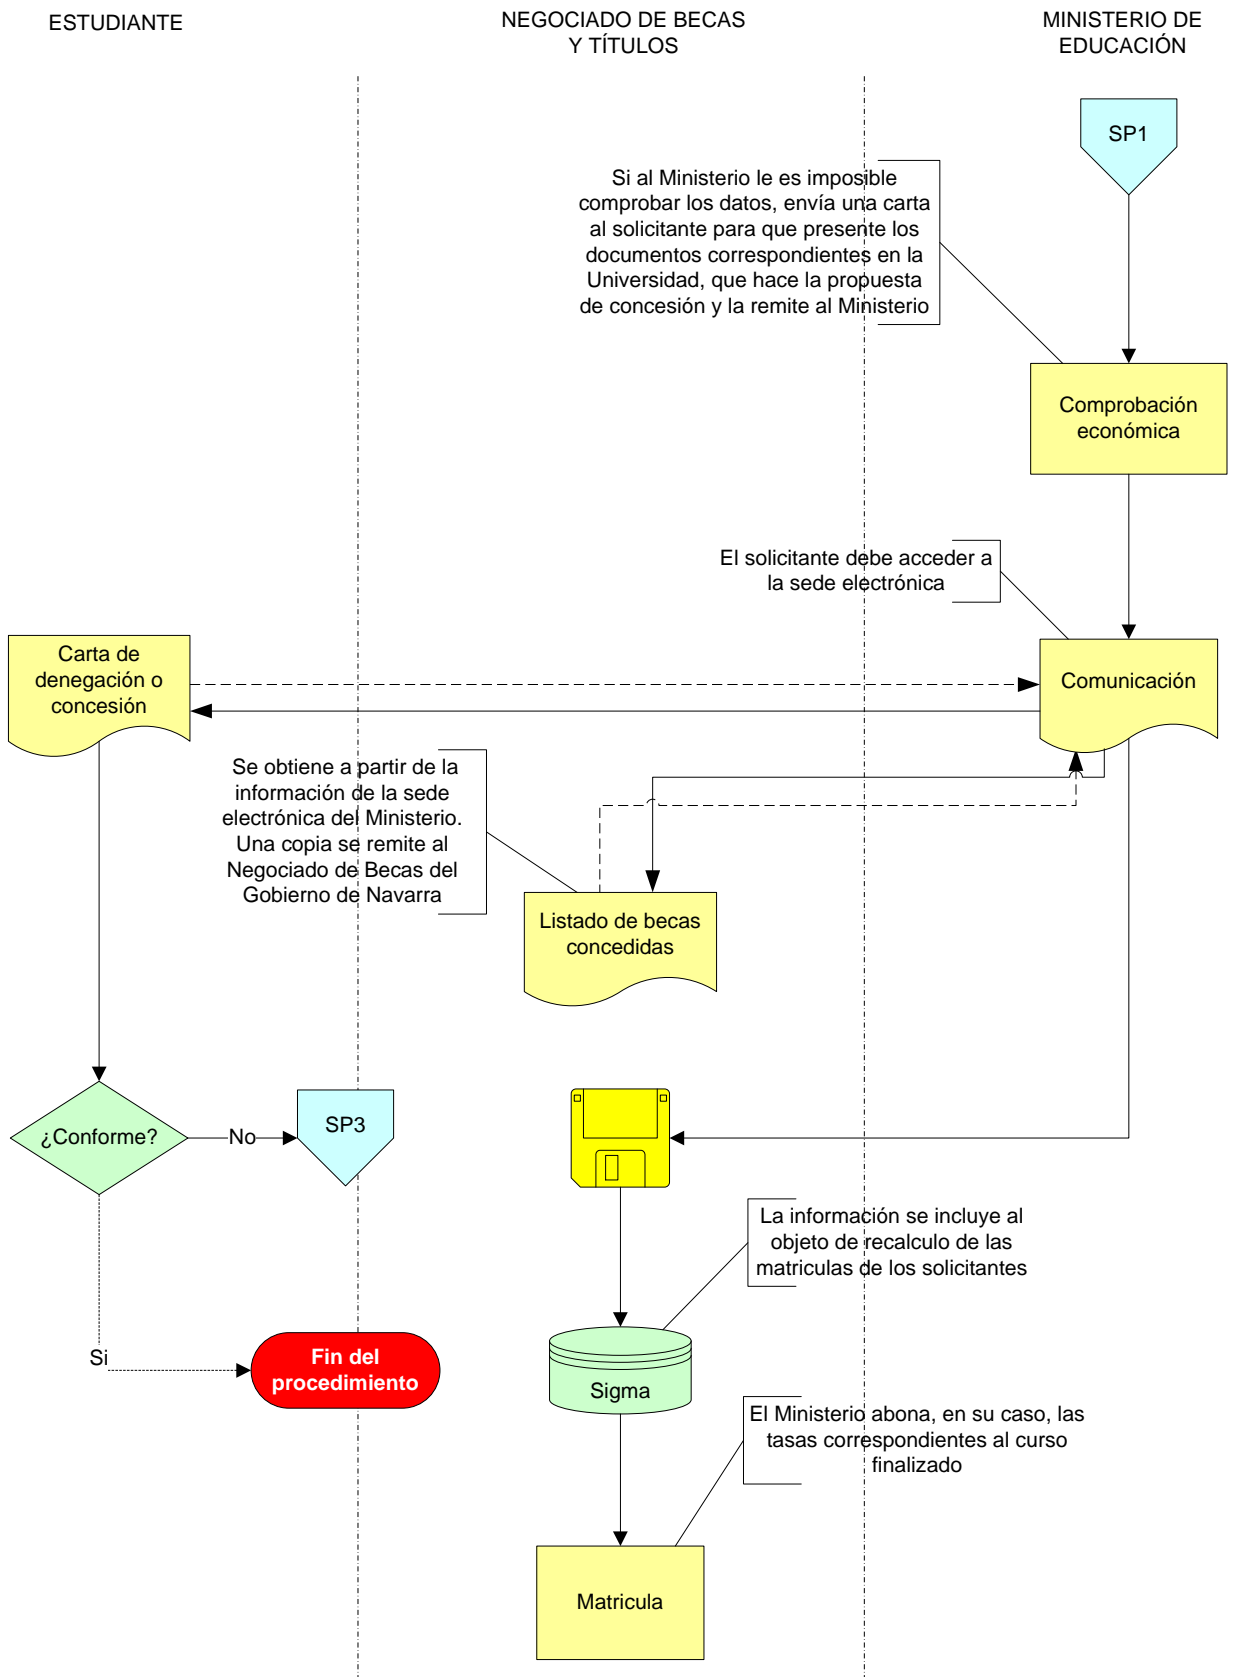 ESTUDIANTE
NEGOCIADO DE BECAS
Y TÍTULOS
MINISTERIO DE
EDUCACIÓN
SP1
Si al Ministerio le es imposible
comprobar los datos, envía una carta
al solicitante para que presente los
documentos correspondientes en la
Universidad, que hace la propuesta
de concesión y la remite al Ministerio
Comprobación
económica
El solicitante debe acceder a
la sede electrónica
Carta de
denegación o
concesión
Comunicación
Se obtiene a partir de la
información de la sede
electrónica del Ministerio.
Una copia se remite al
Negociado de Becas del
Gobierno de Navarra
Listado de becas
concedidas
¿Conforme?
No
SP3
La información se incluye al
objeto de recalculo de las
matriculas de los solicitantes
Si
Fin del
procedimiento
Sigma
El Ministerio abona, en su caso, las
tasas correspondientes al curso
finalizado
Matricula